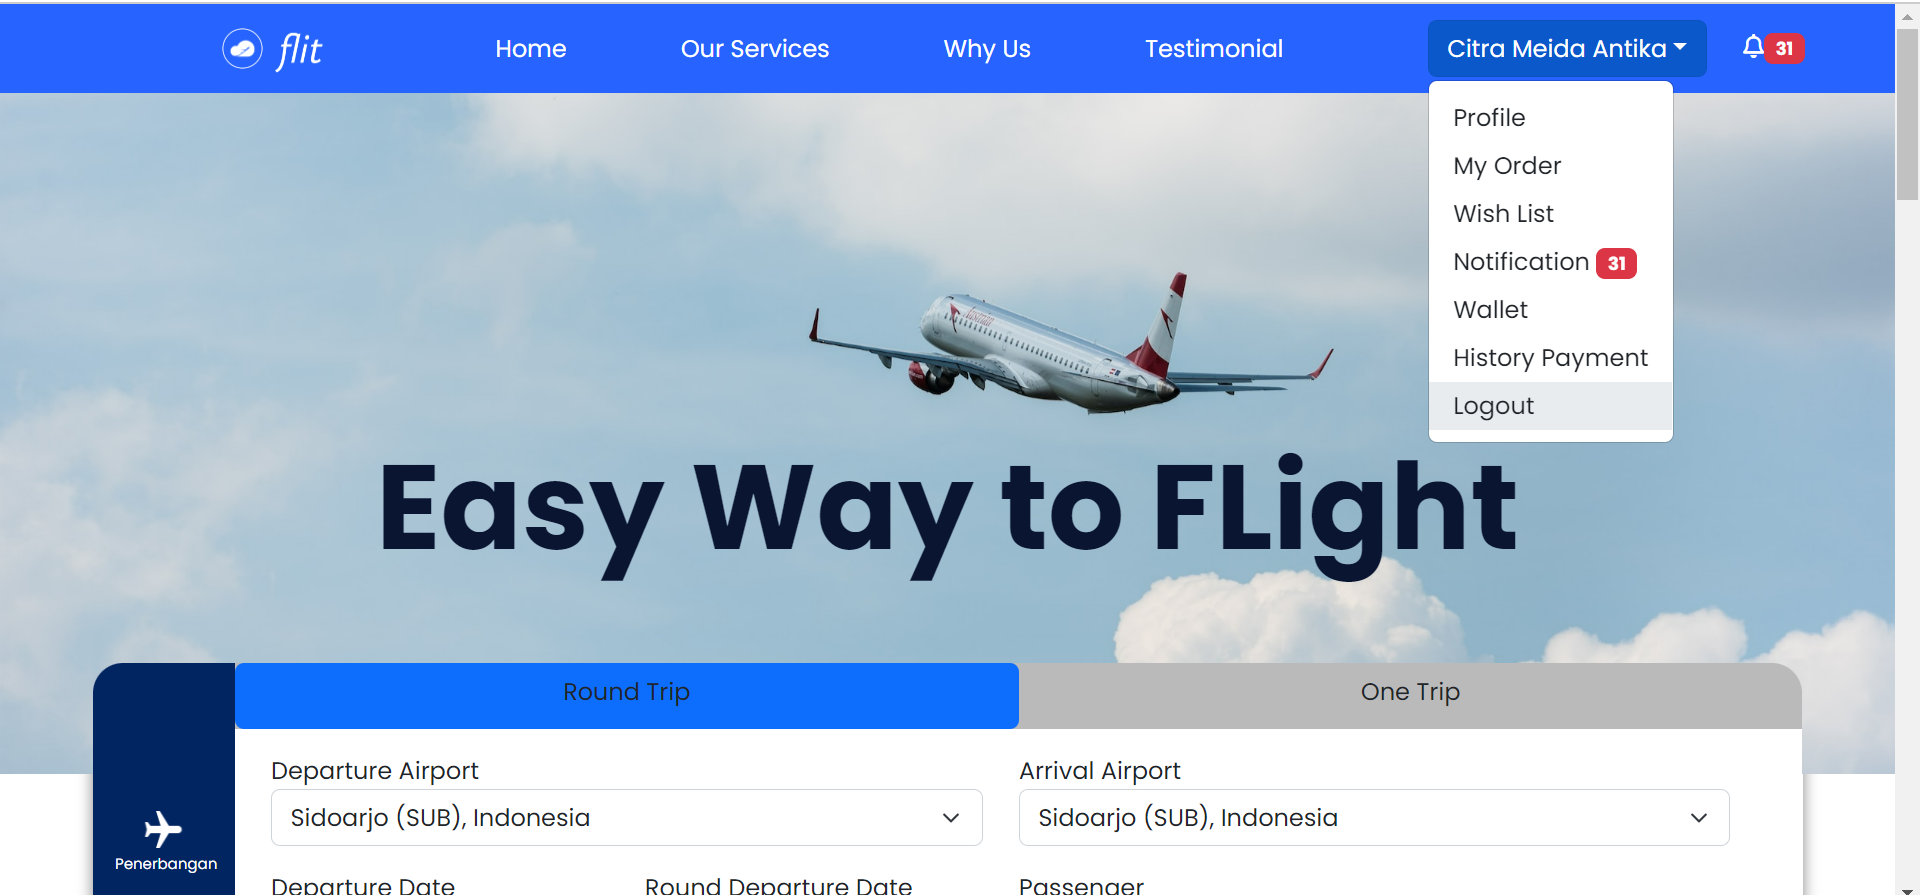 flit
Home
Our Services
Why Us
Testimonial
Citra Meida Antika
31
Profile
My Order
Wish List
Notification 31
Wallet
History Payment
Logout
Austrian
Easy Way to FLight
Round Trip
One Trip
Departure Airport
Arrival Airport
Sidoarjo (SUB), Indonesia
Sidoarjo (SUB), Indonesia
Penerbangan
Departure Date
Round Departure Date
Passenger